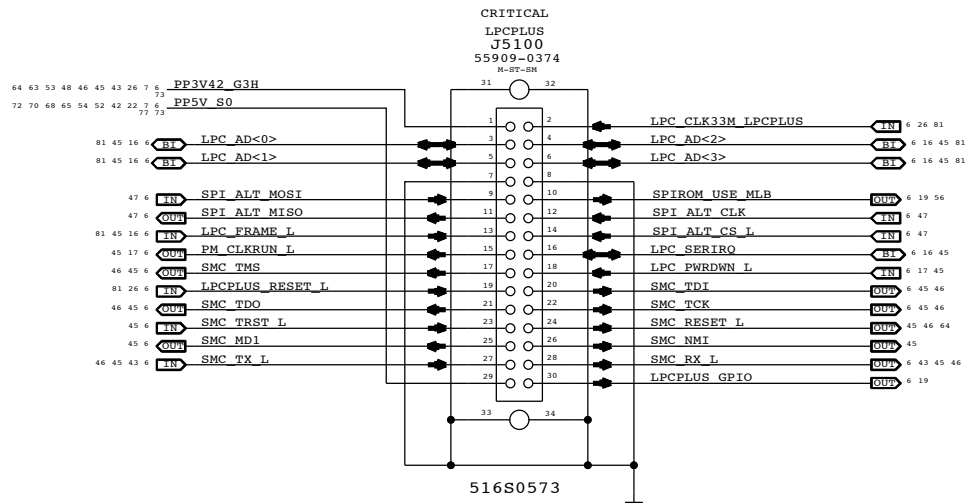 CRITICAL
LPCPLUS
J5100
55909-0374
M-ST-SM
31 32
64 63 53 48 46 45 43 26 7 6 PP3V42_G3H
73
72 70 68 65 54 52 42 22 7 6 PP5V_S0
77 73
1 2 LPC_CLK33M_LPCPLUS IN 6 26 81
81 45 16 6 BI LPC_AD<0> 3 4 LPC_AD<2> BI 6 16 45 81
81 45 16 6 BI LPC_AD<1> 5 6 LPC_AD<3> BI 6 16 45 81
7 8
47 6 IN SPI_ALT_MOSI 9 10 SPIROM_USE_MLB OUT 6 19 56
47 6 OUT SPI_ALT_MISO 11 12 SPI_ALT_CLK IN 6 47
81 45 16 6 IN LPC_FRAME_L 13 14 SPI_ALT_CS_L IN 6 47
45 17 6 OUT PM_CLKRUN_L 15 16 LPC_SERIRQ BI 6 16 45
46 45 6 OUT SMC_TMS 17 18 LPC_PWRDWN_L IN 6 17 45
81 26 6 IN LPCPLUS_RESET_L 19 20 SMC_TDI OUT 6 45 46
46 45 6 OUT SMC_TDO 21 22 SMC_TCK OUT 6 45 46
45 6 IN SMC_TRST_L 23 24 SMC_RESET_L OUT 45 46 64
45 6 OUT SMC_MD1 25 26 SMC_NMI OUT 45
46 45 43 6 IN SMC_TX_L 27 28 SMC_RX_L OUT 6 43 45 46
29 30 LPCPLUS_GPIO OUT 6 19
33 34
516S0573